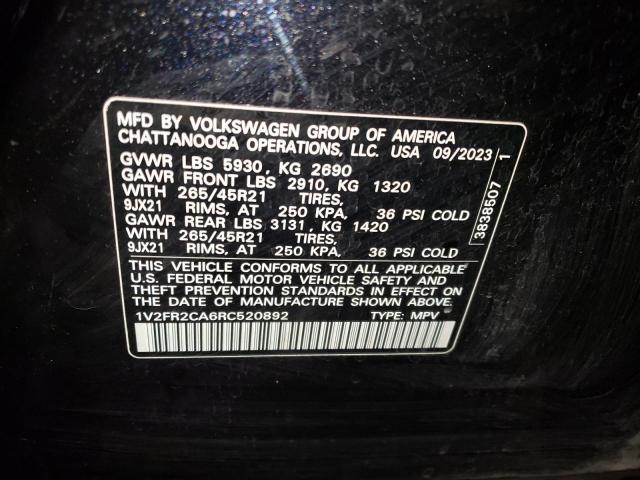 MFD BY VOLKSWAGEN GROUP OF AMERICA
CHATTANOOGA OPERATIONS, LLC. USA 09/2023
GVWR LBS 5930, KG 2690
GAWR FRONT LBS 2910, KG 1320
WITH 265/45R21 TIRES,
9JX21 RIMS, AT 250 KPA, 36 PSI COLD
GAWR REAR LBS 3131, KG 1420
WITH 265/45R21 TIRES,
9JX21 RIMS, AT 250 KPA, 36 PSI COLD
THIS VEHICLE CONFORMS TO ALL APPLICABLE
U.S. FEDERAL MOTOR VEHICLE SAFETY AND
THEFT PREVENTION STANDARDS IN EFFECT ON
THE DATE OF MANUFACTURE SHOWN ABOVE.
1V2FR2CA6RC520892 TYPE: MPV
3838507 1